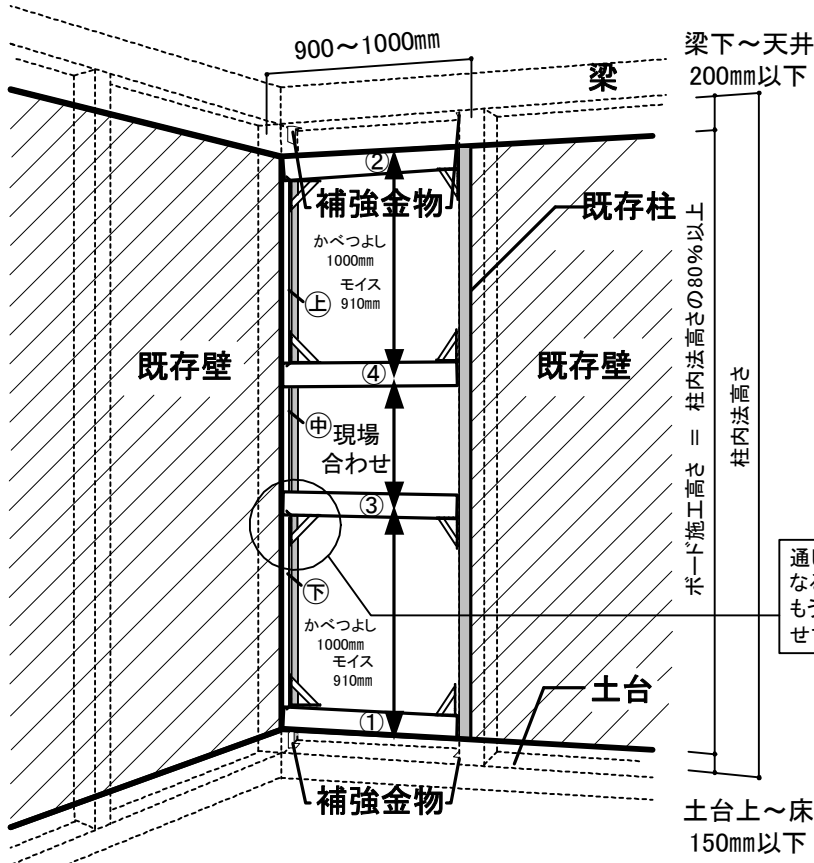 900～1000mm
梁下～天井
200mm以下
梁
②
補強金物
既存柱
かべつよし
1000mm
モイス
910mm
上
既存壁
④
既存壁
中
現場
合わせ
③
下
かべつよし
1000mm
モイス
910mm
①
土台
補強金物
ボード施工高さ ＝ 柱内法高さの80％以上
柱内法高さ
通し
せ
土台上～床
150mm以下